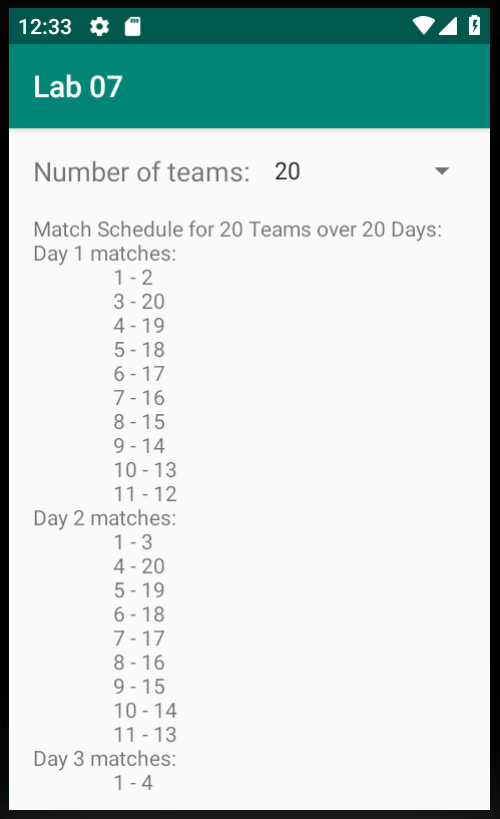 12:33
Lab 07
Number of teams: 20
Match Schedule for 20 Teams over 20 Days:
Day 1 matches:
1 - 2
3 - 20
4 - 19
5 - 18
6 - 17
7 - 16
8 - 15
9 - 14
10 - 13
11 - 12
Day 2 matches:
1 - 3
4 - 20
5 - 19
6 - 18
7 - 17
8 - 16
9 - 15
10 - 14
11 - 13
Day 3 matches:
1 - 4